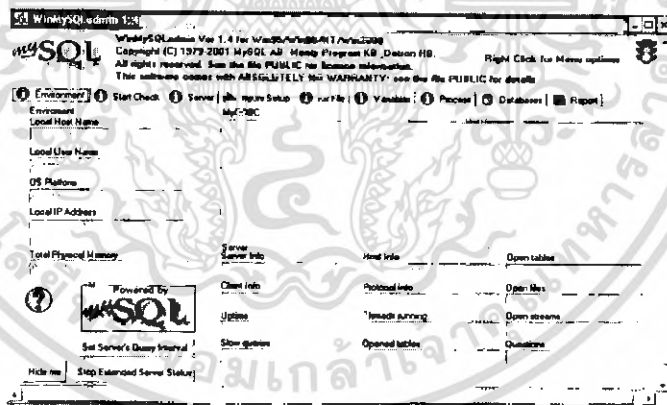 WinMySQLadmin 1.4
WinMySQLadmin Ver 1.4 for Win95/Win98/NT/Win2000
Copyright (C) 1979-2001 MySQL AB, Monty Program KB, Detron HB.
All rights reserved. See the file PUBLIC for licence information.
This software comes with ABSOLUTELY NO WARRANTY: see the file PUBLIC for details
mySQL
Right Click for Menu options
Environment Start Check Server Setup Variables Process Databases Report
Local Host Name
Local User Name
OS Platform
Local IP Address
Total Physical Memory
Server
Server Info Host Info Open tables
Client Info Protocol Info Open files
Uptime Threads running Open streams
Slow queries Opened tables Questions
Powered by
mySQL
Set Server's Query Interval
Hide me Stop Extended Server Status